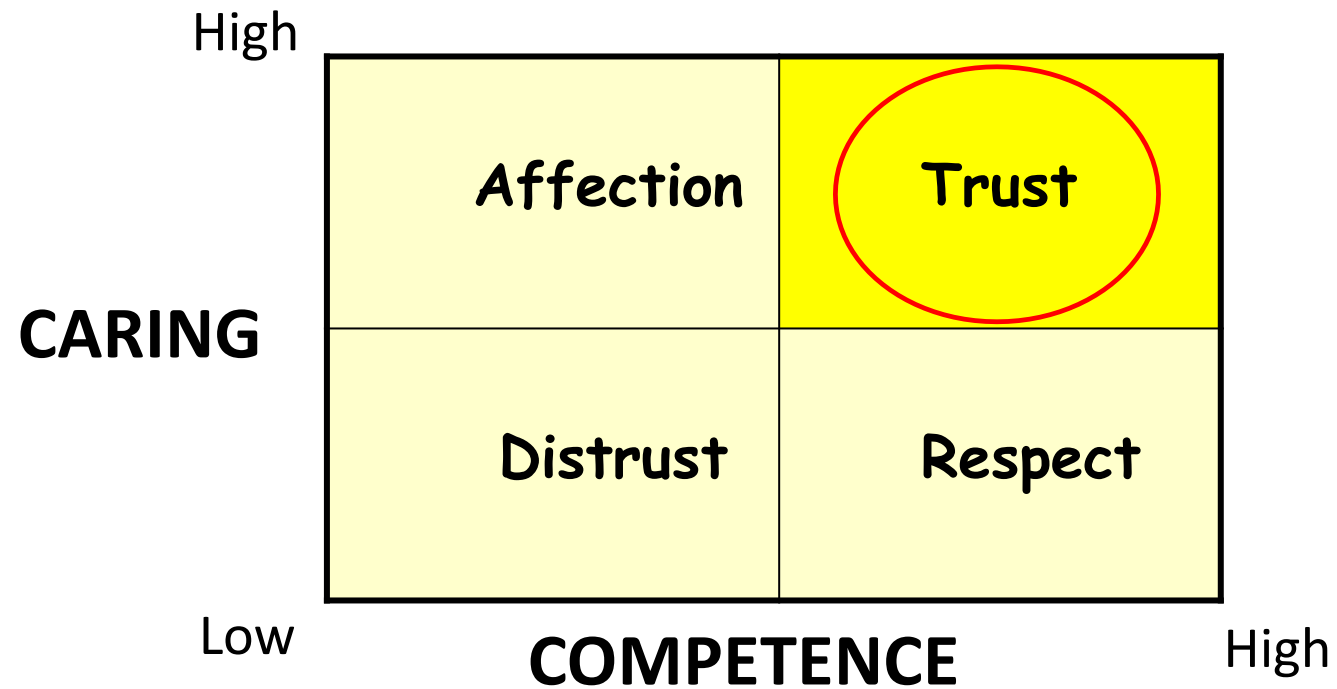 High
Affection
Trust
CARING
Distrust
Respect
Low
COMPETENCE
High